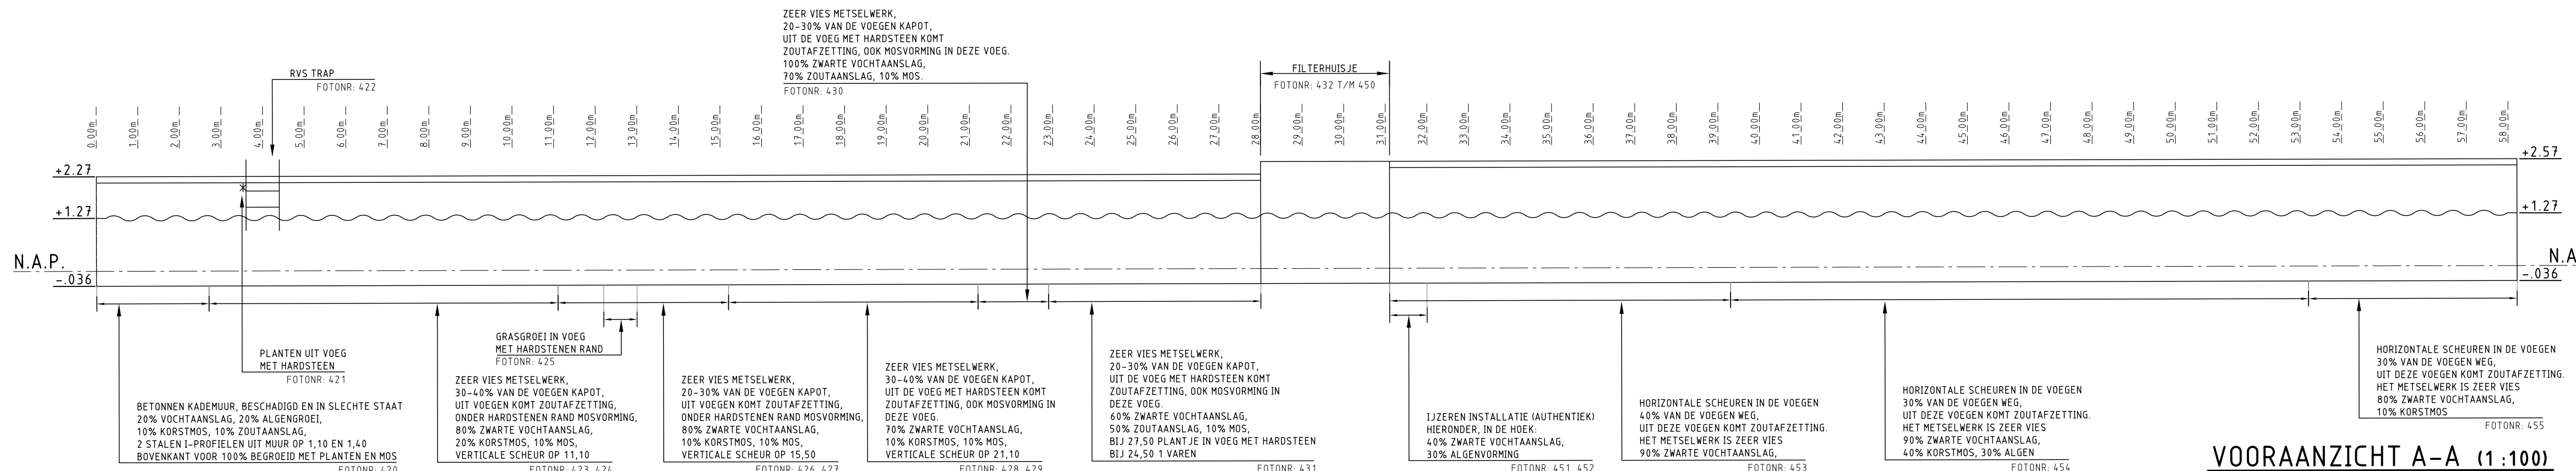 ZEER VIES METSELWERK,
20-30% VAN DE VOEGEN KAPOT,
UIT DE VOEG MET HARDSTEEN KOMT
ZOUTAFZETTING, OOK MOSVORMING IN DEZE VOEG.
100% ZWARTE VOCHTAANSLAG,
70% ZOUTAANSLAG, 10% MOS.
FOTONR: 430
RVS TRAP
FOTONR: 422
FILTERHUISJE
FOTONR: 432 T/M 450
0.00m
1.00m
2.00m
3.00m
4.00m
5.00m
6.00m
7.00m
8.00m
9.00m
10.00m
11.00m
12.00m
13.00m
14.00m
15.00m
16.00m
17.00m
18.00m
19.00m
20.00m
21.00m
22.00m
23.00m
24.00m
25.00m
26.00m
27.00m
28.00m
29.00m
30.00m
31.00m
32.00m
33.00m
34.00m
35.00m
36.00m
37.00m
38.00m
39.00m
40.00m
41.00m
42.00m
43.00m
44.00m
45.00m
46.00m
47.00m
48.00m
49.00m
50.00m
51.00m
52.00m
53.00m
54.00m
55.00m
56.00m
57.00m
58.00m
+2.27
+1.27
N.A.P.
-.036
+2.57
+1.27
N.A
-.036
PLANTEN UIT VOEG
MET HARDSTEEN
FOTONR: 421
BETONNEN KADEMUUR, BESCHADIGD EN IN SLECHTE STAAT
20% VOCHTAANSLAG, 20% ALGENGROEI,
10% KORSTMOS, 10% ZOUTAANSLAG,
2 STALEN I-PROFIELEN UIT MUUR OP 1,10 EN 1,40
BOVENKANT VOOR 100% BEGROEID MET PLANTEN EN MOS
FOTONR: 420
ZEER VIES METSELWERK,
30-40% VAN DE VOEGEN KAPOT,
UIT VOEGEN KOMT ZOUTAFZETTING,
ONDER HARDSTENEN RAND MOSVORMING,
80% ZWARTE VOCHTAANSLAG,
20% KORSTMOS, 10% MOS,
VERTICALE SCHEUR OP 11,10
FOTONR: 423, 424
GRASGROEI IN VOEG
MET HARDSTENEN RAND
FOTONR: 425
ZEER VIES METSELWERK,
20-30% VAN DE VOEGEN KAPOT,
UIT VOEGEN KOMT ZOUTAFZETTING,
ONDER HARDSTENEN RAND MOSVORMING,
80% ZWARTE VOCHTAANSLAG,
10% KORSTMOS, 10% MOS,
VERTICALE SCHEUR OP 15,50
FOTONR: 426, 427
ZEER VIES METSELWERK,
30-40% VAN DE VOEGEN KAPOT,
UIT DE VOEG MET HARDSTEEN KOMT
ZOUTAFZETTING, OOK MOSVORMING IN
DEZE VOEG.
70% ZWARTE VOCHTAANSLAG,
10% KORSTMOS, 10% MOS,
VERTICALE SCHEUR OP 21,10
FOTONR: 428, 429
ZEER VIES METSELWERK,
20-30% VAN DE VOEGEN KAPOT,
UIT DE VOEG MET HARDSTEEN KOMT
ZOUTAFZETTING, OOK MOSVORMING IN
DEZE VOEG.
60% ZWARTE VOCHTAANSLAG,
50% ZOUTAANSLAG, 10% MOS,
BIJ 27,50 PLANTJE IN VOEG MET HARDSTEEN
BIJ 24,50 1 VAREN
FOTONR: 431
IJZEREN INSTALLATIE (AUTHENTIEK)
HIERONDER, IN DE HOEK:
40% ZWARTE VOCHTAANSLAG,
30% ALGENVORMING
FOTONR: 451, 452
HORIZONTALE SCHEUREN IN DE VOEGEN
40% VAN DE VOEGEN WEG,
UIT DEZE VOEGEN KOMT ZOUTAFZETTING.
HET METSELWERK IS ZEER VIES
90% ZWARTE VOCHTAANSLAG,
FOTONR: 453
HORIZONTALE SCHEUREN IN DE VOEGEN
30% VAN DE VOEGEN WEG,
UIT DEZE VOEGEN KOMT ZOUTAFZETTING.
HET METSELWERK IS ZEER VIES
90% ZWARTE VOCHTAANSLAG,
40% KORSTMOS, 30% ALGEN
FOTONR: 454
HORIZONTALE SCHEUREN IN DE VOEGEN
30% VAN DE VOEGEN WEG,
UIT DEZE VOEGEN KOMT ZOUTAFZETTING.
HET METSELWERK IS ZEER VIES
80% ZWARTE VOCHTAANSLAG,
10% KORSTMOS
FOTONR: 455
VOORAANZICHT A-A (1:100)